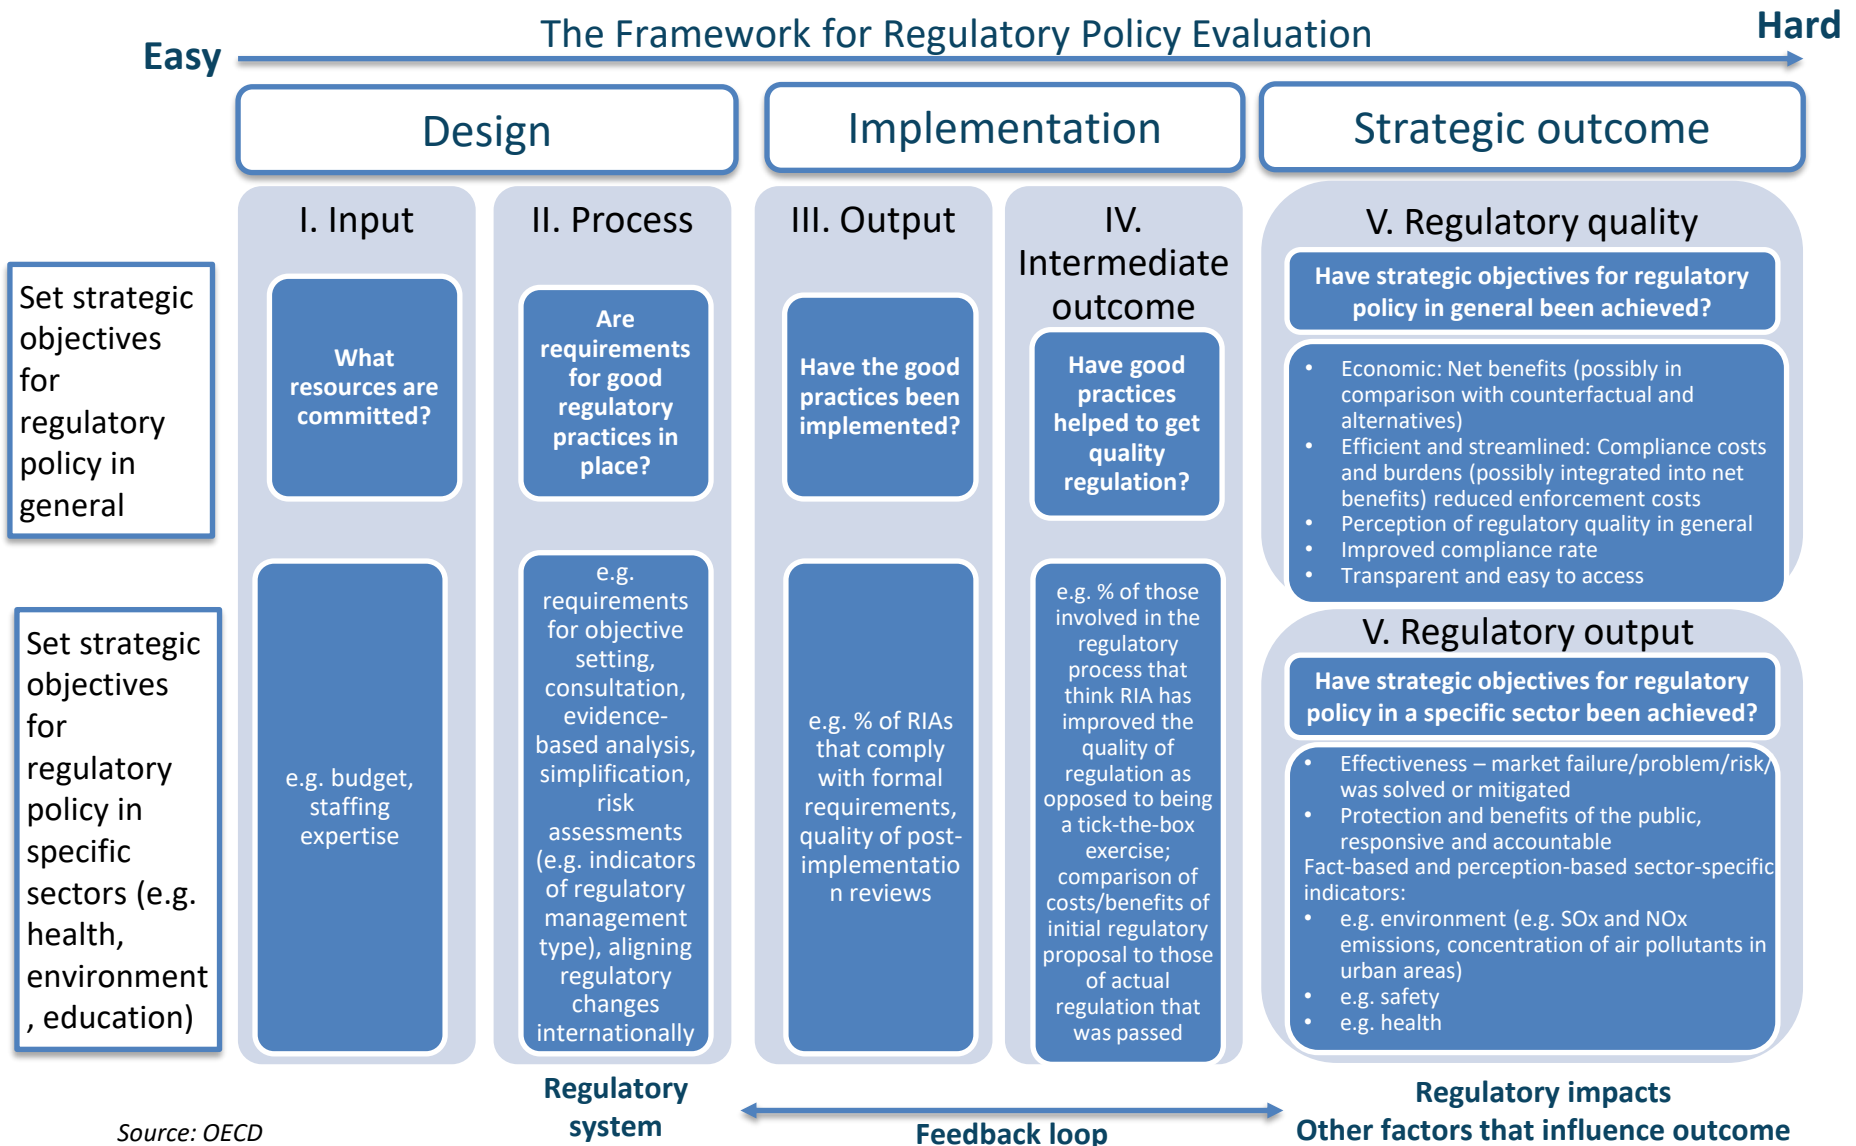 The Framework for Regulatory Policy Evaluation
Easy
Hard
Design
Implementation
Strategic outcome
Set strategic
objectives
for
regulatory
policy in
general
Set strategic
objectives
for
regulatory
policy in
specific
sectors (e.g.
health,
environment
, education)
I. Input
What
resources are
committed?
e.g. budget,
staffing
expertise
II. Process
Are
requirements
for good
regulatory
practices in
place?
e.g.
requirements
for objective
setting,
consultation,
evidence-
based analysis,
simplification,
risk
assessments
(e.g. indicators
of regulatory
management
type), aligning
regulatory
changes
internationally
III. Output
Have the good
practices been
implemented?
e.g. % of RIAs
that comply
with formal
requirements,
quality of post-
implementatio
n reviews
IV.
Intermediate
outcome
Have good
practices
helped to get
quality
regulation?
e.g. % of those
involved in the
regulatory
process that
think RIA has
improved the
quality of
regulation as
opposed to being
a tick-the-box
exercise;
comparison of
costs/benefits of
initial regulatory
proposal to those
of actual
regulation that
was passed
V. Regulatory quality
Have strategic objectives for regulatory
policy in general been achieved?
• Economic: Net benefits (possibly in
comparison with counterfactual and
alternatives)
• Efficient and streamlined: Compliance costs
and burdens (possibly integrated into net
benefits) reduced enforcement costs
• Perception of regulatory quality in general
• Improved compliance rate
• Transparent and easy to access
V. Regulatory output
Have strategic objectives for regulatory
policy in a specific sector been achieved?
• Effectiveness – market failure/problem/risk/
was solved or mitigated
• Protection and benefits of the public,
responsive and accountable
Fact-based and perception-based sector-specific
indicators:
• e.g. environment (e.g. SOx and NOx
emissions, concentration of air pollutants in
urban areas)
• e.g. safety
• e.g. health
Regulatory
system
Feedback loop
Regulatory impacts
Other factors that influence outcome
Source: OECD